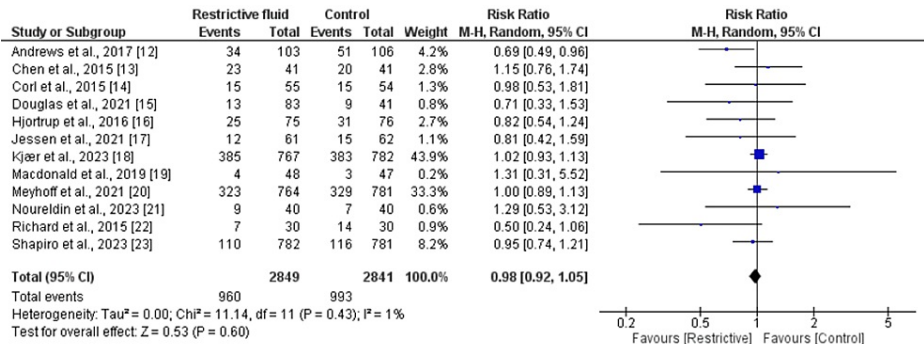 Restrictive fluid Control Risk Ratio Risk Ratio
Study or Subgroup Events Total Events Total Weight M-H, Random, 95% CI M-H, Random, 95% CI
Andrews et al., 2017 [12] 34 103 51 106 4.2% 0.69 [0.49, 0.96]
Chen et al., 2015 [13] 23 41 20 41 2.8% 1.15 [0.76, 1.74]
Corl et al., 2015 [14] 15 55 15 54 1.5% 0.98 [0.53, 1.81]
Douglas et al., 2021 [15] 13 83 9 41 0.8% 0.71 [0.33, 1.53]
Hjortrup et al., 2016 [16] 25 75 31 76 2.9% 0.82 [0.54, 1.24]
Jessen et al., 2021 [17] 12 61 15 62 1.1% 0.81 [0.42, 1.59]
Kjær et al., 2023 [18] 385 767 383 782 43.9% 1.02 [0.93, 1.13]
Macdonald et al., 2019 [19] 4 48 3 47 0.2% 1.31 [0.31, 5.52]
Meyhoff et al., 2021 [20] 323 764 329 781 33.3% 1.00 [0.89, 1.13]
Noureldin et al., 2023 [21] 9 40 7 40 0.6% 1.29 [0.53, 3.12]
Richard et al., 2015 [22] 7 30 14 30 0.9% 0.50 [0.24, 1.06]
Shapiro et al., 2023 [23] 110 782 116 781 8.2% 0.95 [0.74, 1.21]
Total (95% CI) 2849 2841 100.0% 0.98 [0.92, 1.05]
Total events 960 993
Heterogeneity: Tau² = 0.00; Chi² = 11.14, df = 11 (P = 0.43); I² = 1%
Test for overall effect: Z = 0.53 (P = 0.60)
0.2 0.5 1 2 5
Favours [Restrictive] Favours [Control]